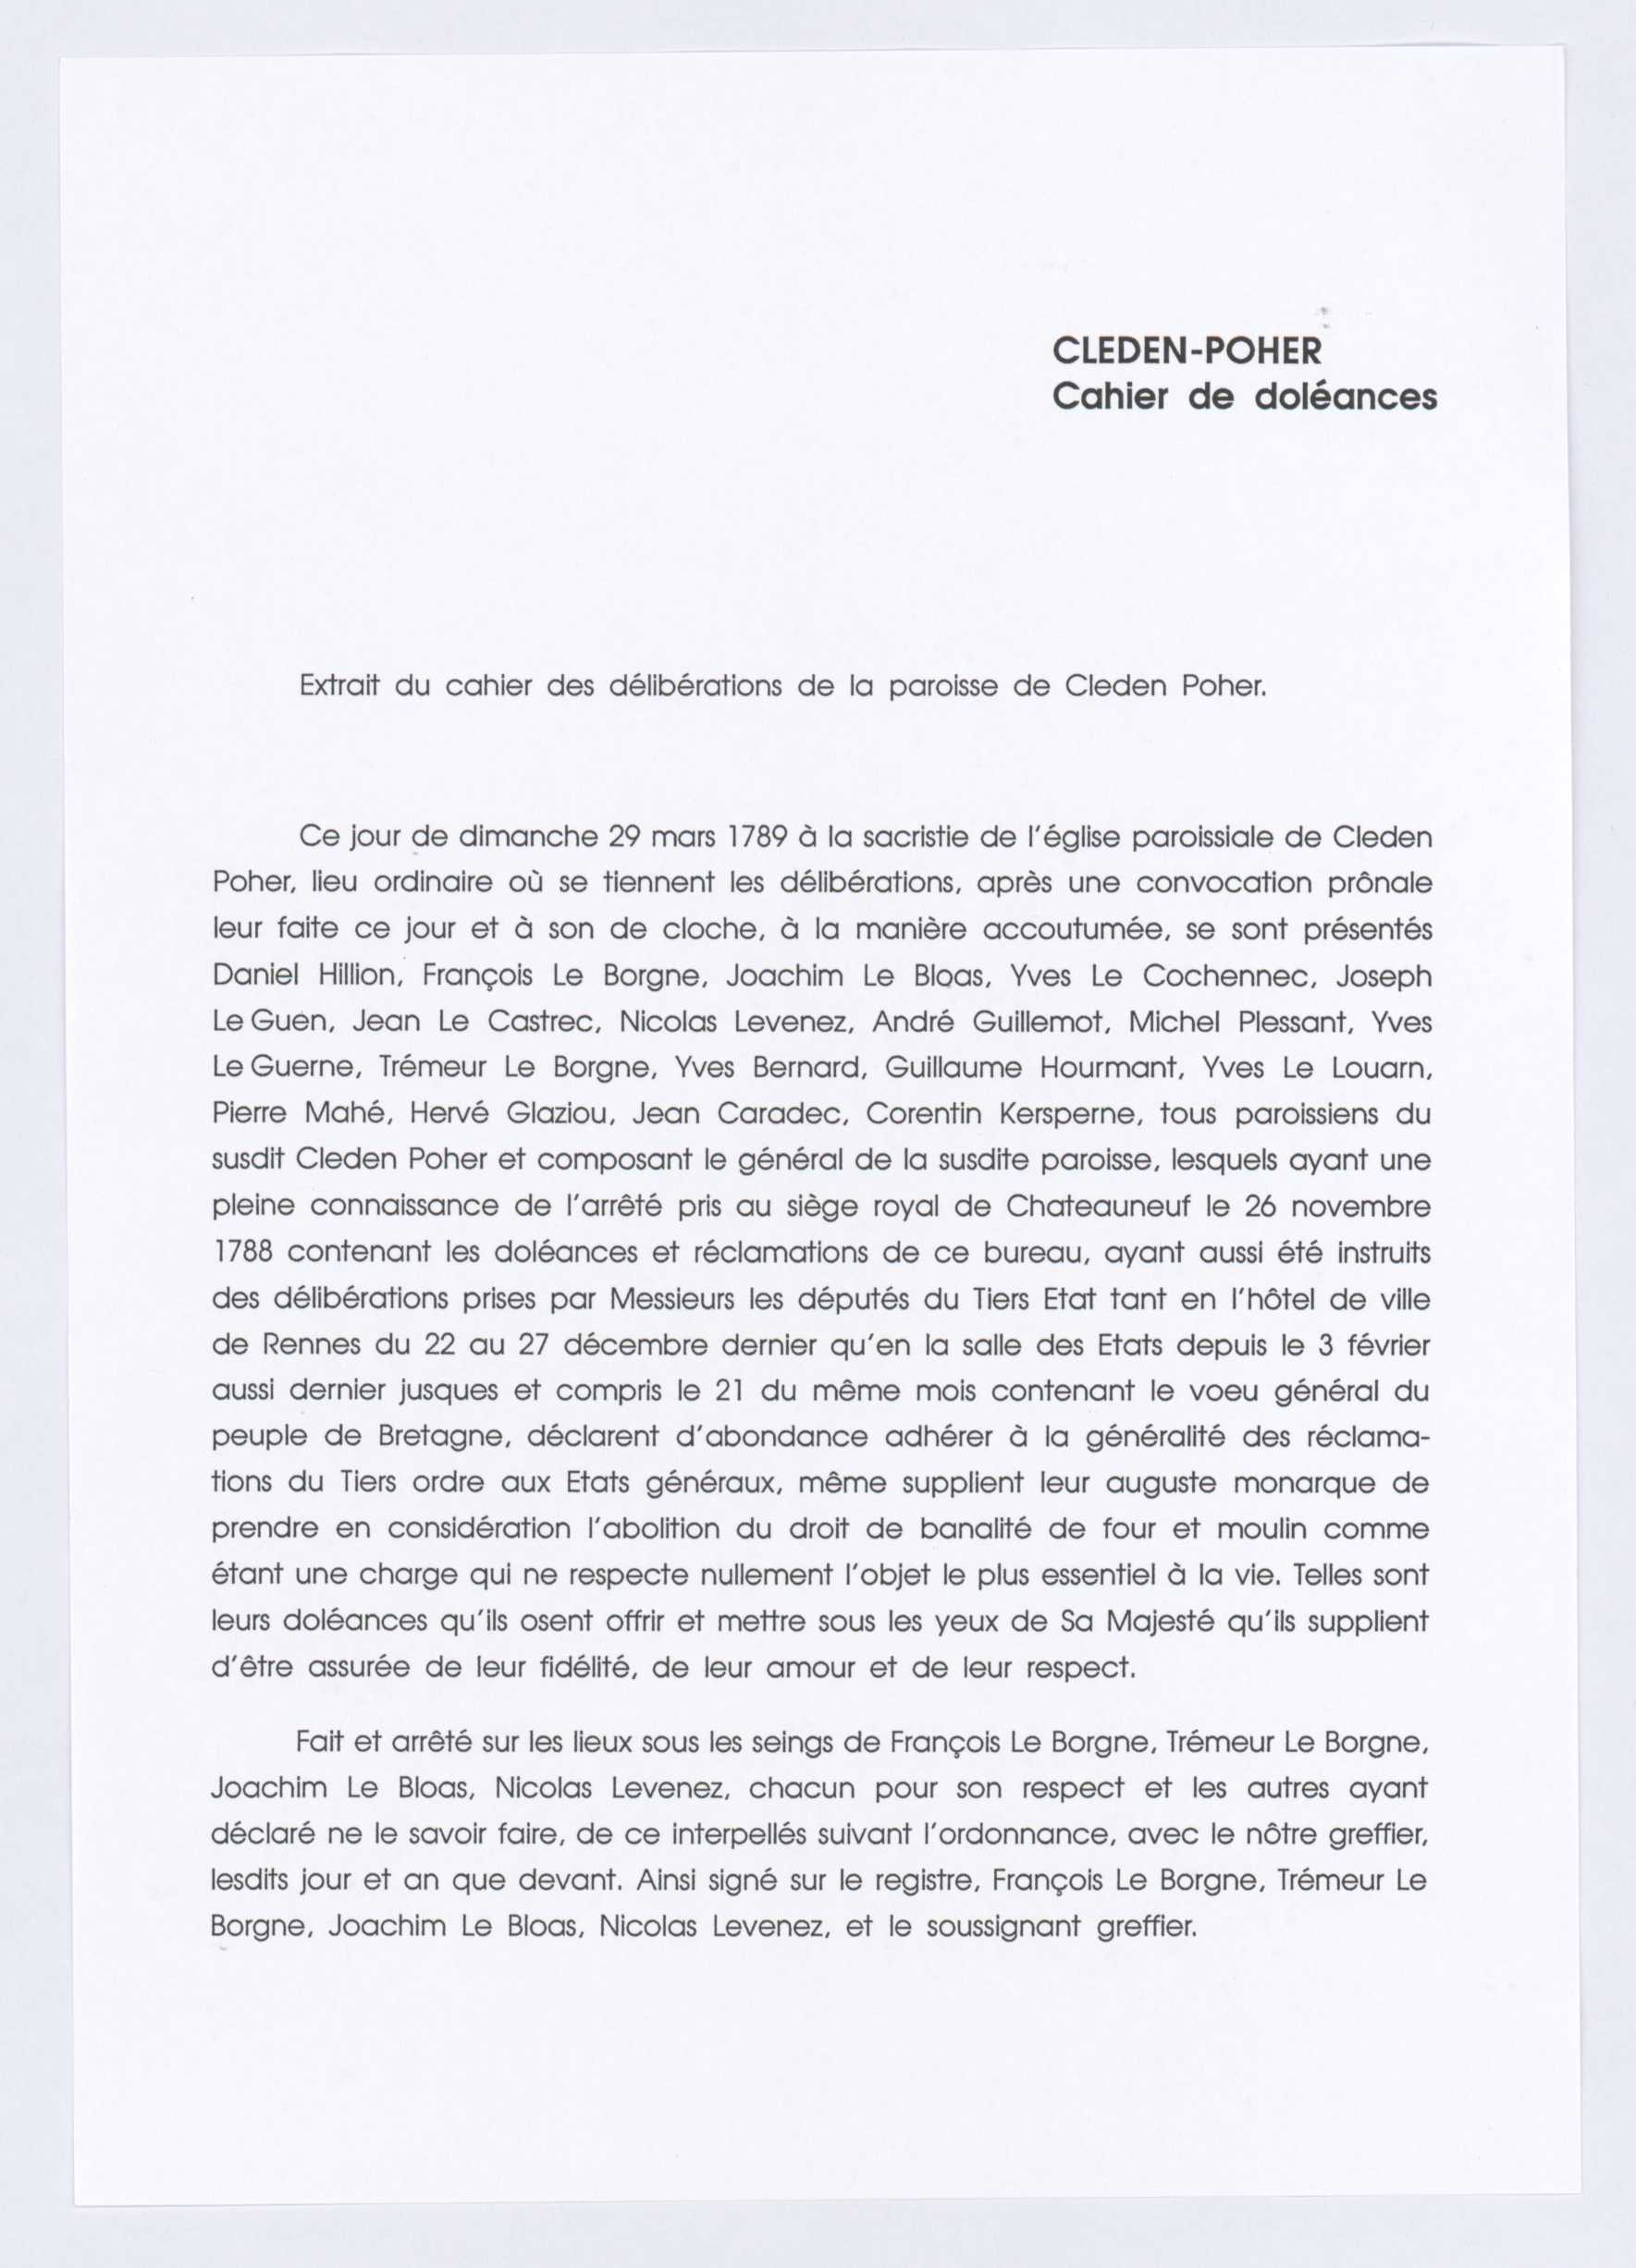 CLEDEN-POHER
Cahier de doléances
Extrait du cahier des délibérations de la paroisse de Cleden Poher.
Ce jour de dimanche 29 mars 1789 à la sacristie de l'église paroissiale de Cleden
Poher, lieu ordinaire où se tiennent les délibérations, après une convocation prônale
leur faite ce jour et à son de cloche, à la manière accoutumée, se sont présentés
Daniel Hillion, François Le Borgne, Joachim Le Bloas, Yves Le Cochennec, Joseph
Le Guen, Jean Le Castrec, Nicolas Levenez, André Guillemot, Michel Plessant, Yves
Le Guerne, Trémeur Le Borgne, Yves Bernard, Guillaume Hourmant, Yves Le Louarn,
Pierre Mahé, Hervé Glaziou, Jean Caradec, Corentin Kersperne, tous paroissiens du
susdit Cleden Poher et composant le général de la susdite paroisse, lesquels ayant une
pleine connaissance de l'arrêté pris au siège royal de Chateauneuf le 26 novembre
1788 contenant les doléances et réclamations de ce bureau, ayant aussi été instruits
des délibérations prises par Messieurs les députés du Tiers Etat tant en l'hôtel de ville
de Rennes du 22 au 27 décembre dernier qu'en la salle des Etats depuis le 3 février
aussi dernier jusques et compris le 21 du même mois contenant le voeu général du
peuple de Bretagne, déclarent d'abondance adhérer à la généralité des réclama-
tions du Tiers ordre aux Etats généraux, même supplient leur auguste monarque de
prendre en considération l'abolition du droit de banalité de four et moulin comme
étant une charge qui ne respecte nullement l'objet le plus essentiel à la vie. Telles sont
leurs doléances qu'ils osent offrir et mettre sous les yeux de Sa Majesté qu'ils supplient
d'être assurée de leur fidélité, de leur amour et de leur respect.
Fait et arrêté sur les lieux sous les seings de François Le Borgne, Trémeur Le Borgne,
Joachim Le Bloas, Nicolas Levenez, chacun pour son respect et les autres ayant
déclaré ne le savoir faire, de ce interpellés suivant l'ordonnance, avec le nôtre greffier,
lesdits jour et an que devant. Ainsi signé sur le registre, François Le Borgne, Trémeur Le
Borgne, Joachim Le Bloas, Nicolas Levenez, et le soussignant greffier.